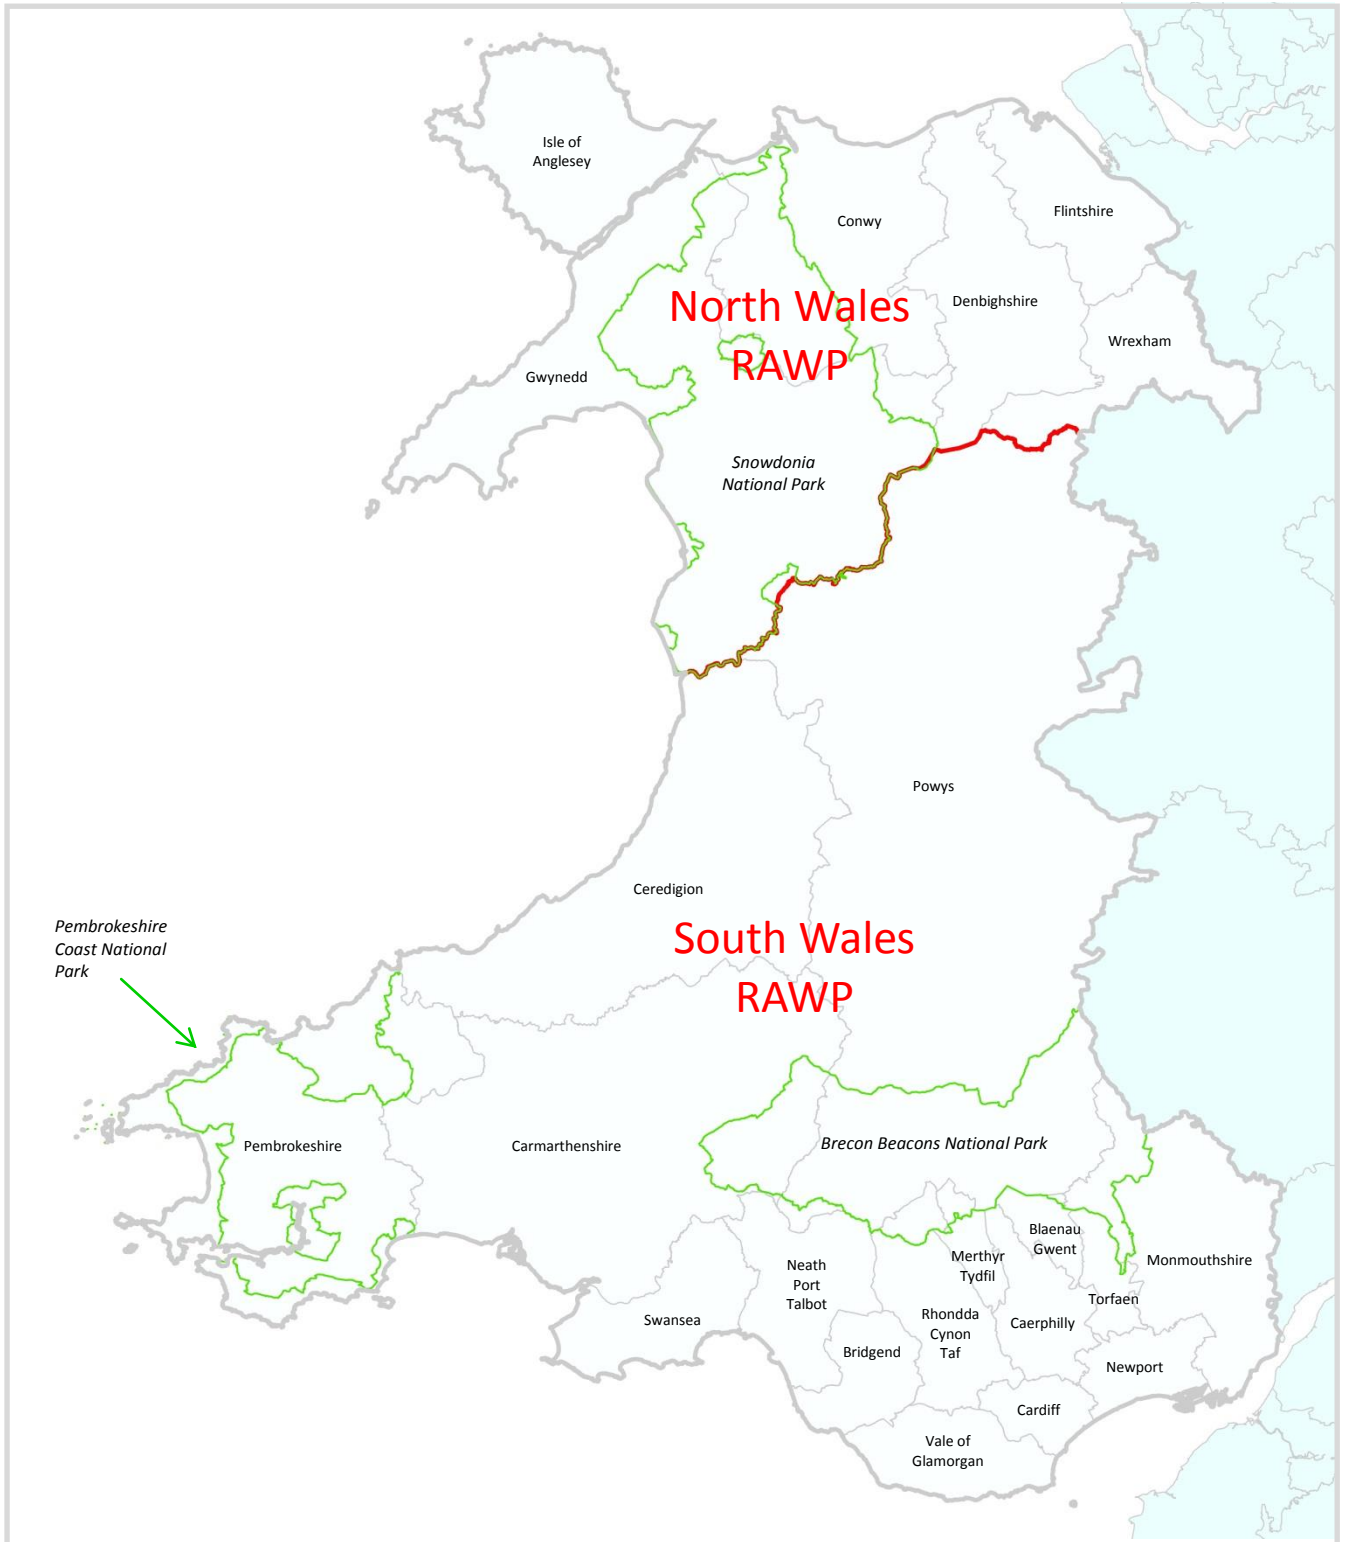 Isle of
Anglesey
Conwy
Flintshire
Denbighshire
North Wales
RAWP
Wrexham
Gwynedd
Snowdonia
National Park
Powys
Ceredigion
South Wales
RAWP
Pembrokeshire
Coast National
Park
Pembrokeshire
Carmarthenshire
Brecon Beacons National Park
Blaenau
Gwent
Merthyr
Tydfil
Monmouthshire
Neath
Port
Talbot
Torfaen
Swansea
Rhondda
Cynon
Taf
Caerphilly
Bridgend
Newport
Cardiff
Vale of
Glamorgan